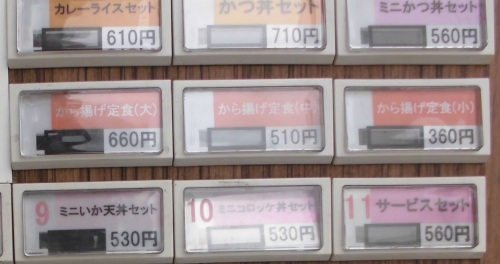 カレーライスセット
610円
かつ丼セット
710円
ミニかつ丼セット
560円
から揚げ定食(大)
660円
から揚げ定食(中)
510円
から揚げ定食(小)
360円
9 ミニいか天丼セット
530円
10 ミニコロッケ丼セット
530円
11 サービスセット
560円